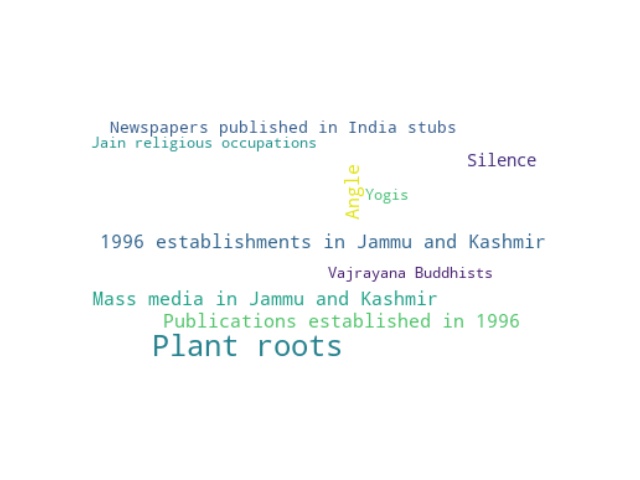 Newspapers published in India stubs
Jain religious occupations
Silence
Angle
Yogis
1996 establishments in Jammu and Kashmir
Vajrayana Buddhists
Mass media in Jammu and Kashmir
Publications established in 1996
Plant roots